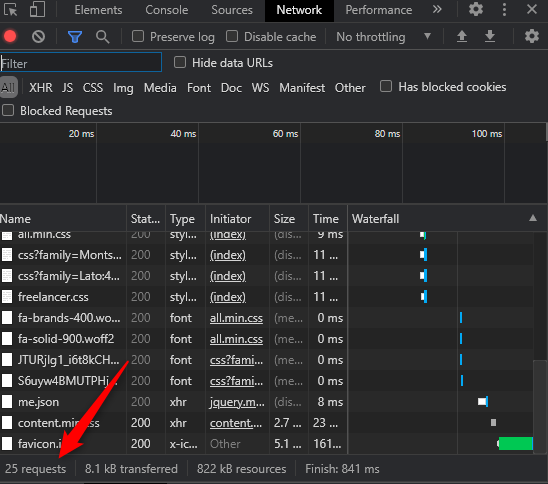 Elements Console Sources Network Performance
Preserve log Disable cache No throttling
Filter Hide data URLs
All XHR JS CSS Img Media Font Doc WS Manifest Other Has blocked cookies
Blocked Requests
20 ms 40 ms 60 ms 80 ms 100 ms
Name Stat... Type Initiator Size Time Waterfall
all.min.css 200 styl... (index) (dis... 9 ms
css?family=Monts... 200 styl... (index) (dis... 11 ...
css?family=Lato:4... 200 styl... (index) (dis... 11 ...
freelancer.css 200 styl... (index) (dis... 11 ...
fa-brands-400.wo... 200 font all.min.css (me... 0 ms
fa-solid-900.woff2 200 font all.min.css (me... 0 ms
JTURjIg1_i6t8kCH... 200 font css?fami... (me... 0 ms
S6uyw4BMUTPHj... 200 font css?fami... (me... 0 ms
me.json 200 xhr jquery.m... (dis... 8 ms
200 xhr content.... 2.7 ... 23 ...
200 x-ic... Other 5.1 ... 161...
25 requests 8.1 kB transferred 822 kB resources Finish: 841 ms